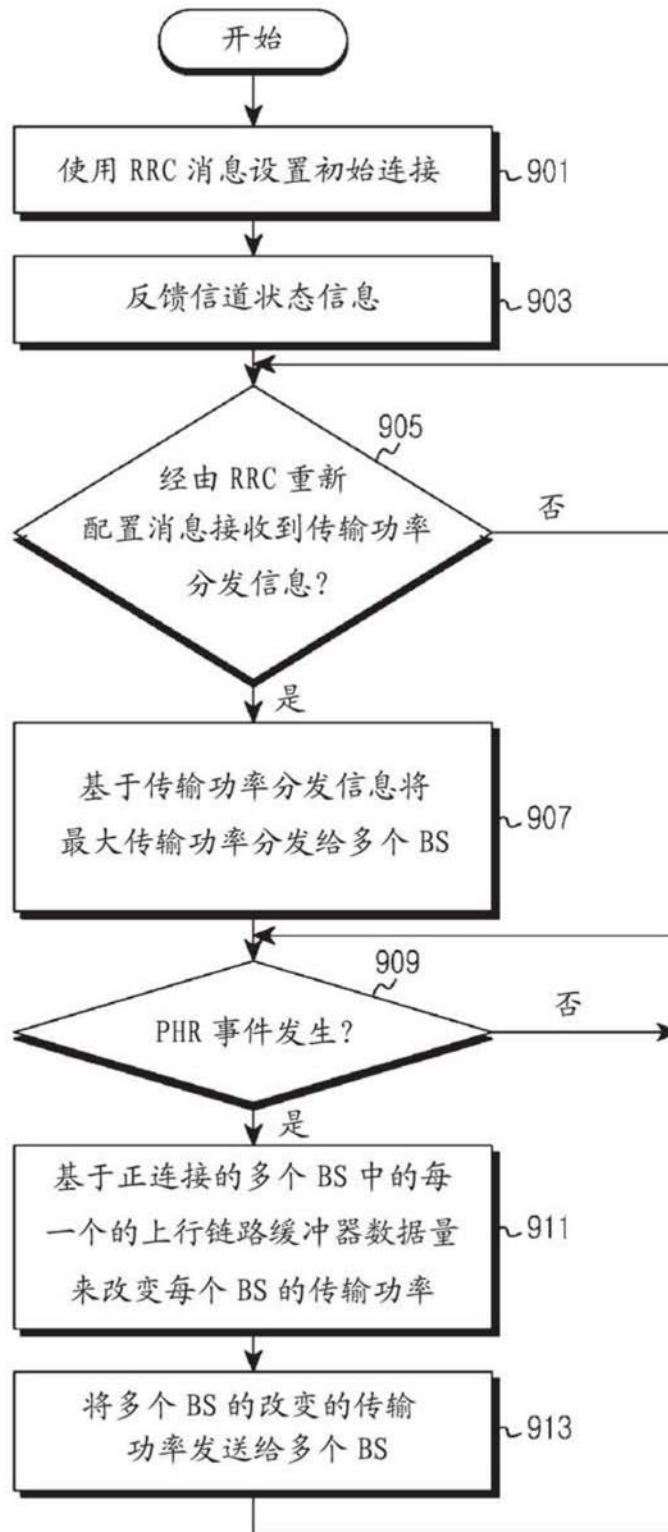 开始
使用 RRC 消息设置初始连接
901
反馈信道状态信息
903
905
经由 RRC 重新
配置消息接收到传输功率
分发信息？
否
是
基于传输功率分发信息将
最大传输功率分发给多个 BS
907
909
PHR 事件发生？
否
是
基于正连接的多个 BS 中的每
一个的上行链路缓冲器数据量
来改变每个 BS 的传输功率
911
将多个 BS 的改变的传输
功率发送给多个 BS
913